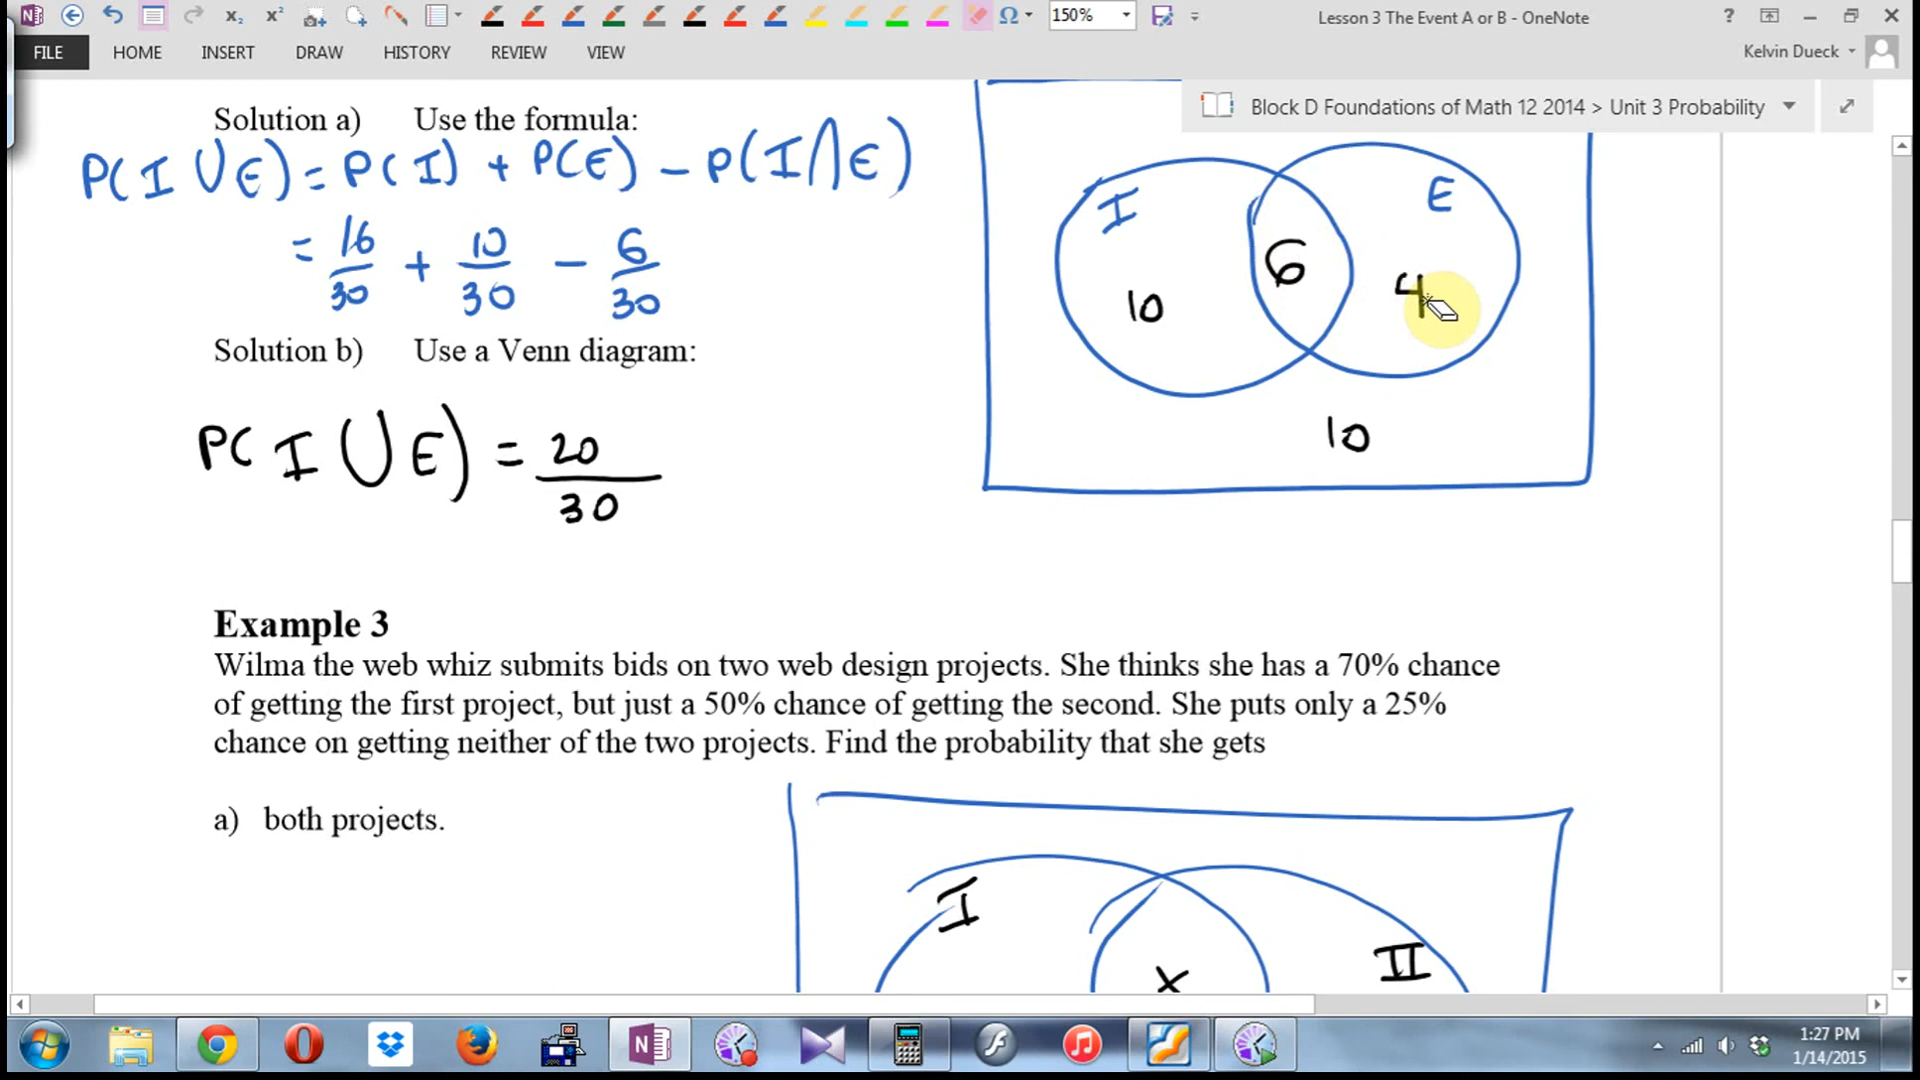 150%
Lesson 3 The Event A or B - OneNote
FILE HOME INSERT DRAW HISTORY REVIEW VIEW
Kelvin Dueck
Block D Foundations of Math 12 2014 > Unit 3 Probability
Solution a) Use the formula:
P(I ∪ E) = P(I) + P(E) - P(I ∩ E)
= 16/30 + 10/30 - 6/30
I E
10 6 4
10
Solution b) Use a Venn diagram:
P(I ∪ E) = 20/30
Example 3
Wilma the web whiz submits bids on two web design projects. She thinks she has a 70% chance
of getting the first project, but just a 50% chance of getting the second. She puts only a 25%
chance on getting neither of the two projects. Find the probability that she gets
a) both projects.
I II
x
1:27 PM
1/14/2015